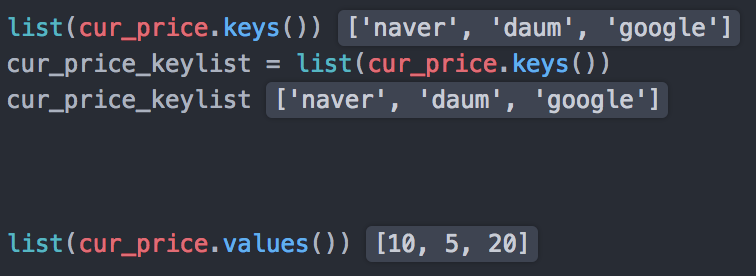 list(cur_price.keys()) ['naver', 'daum', 'google']
cur_price_keylist = list(cur_price.keys())
cur_price_keylist ['naver', 'daum', 'google']
list(cur_price.values()) [10, 5, 20]